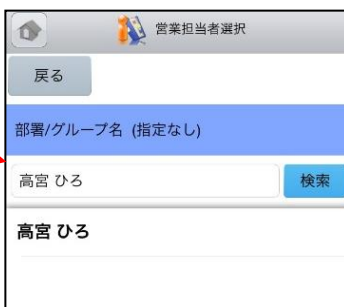 営業担当者選択
戻る
部署/グループ名 (指定なし)
高宮 ひろ
検索
高宮 ひろ